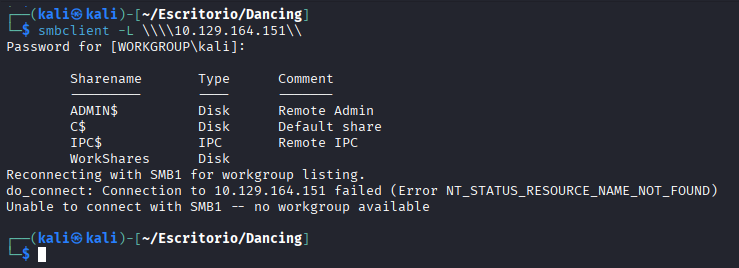 ┌──(kali㉿kali)-[~/Escritorio/Dancing]
└─$ smbclient -L \\\\10.129.164.151\\
Password for [WORKGROUP\kali]:
Sharename       Type      Comment
---------       ----      -------
ADMIN$          Disk      Remote Admin
C$              Disk      Default share
IPC$            IPC       Remote IPC
WorkShares      Disk
Reconnecting with SMB1 for workgroup listing.
do_connect: Connection to 10.129.164.151 failed (Error NT_STATUS_RESOURCE_NAME_NOT_FOUND)
Unable to connect with SMB1 -- no workgroup available
┌──(kali㉿kali)-[~/Escritorio/Dancing]
└─$